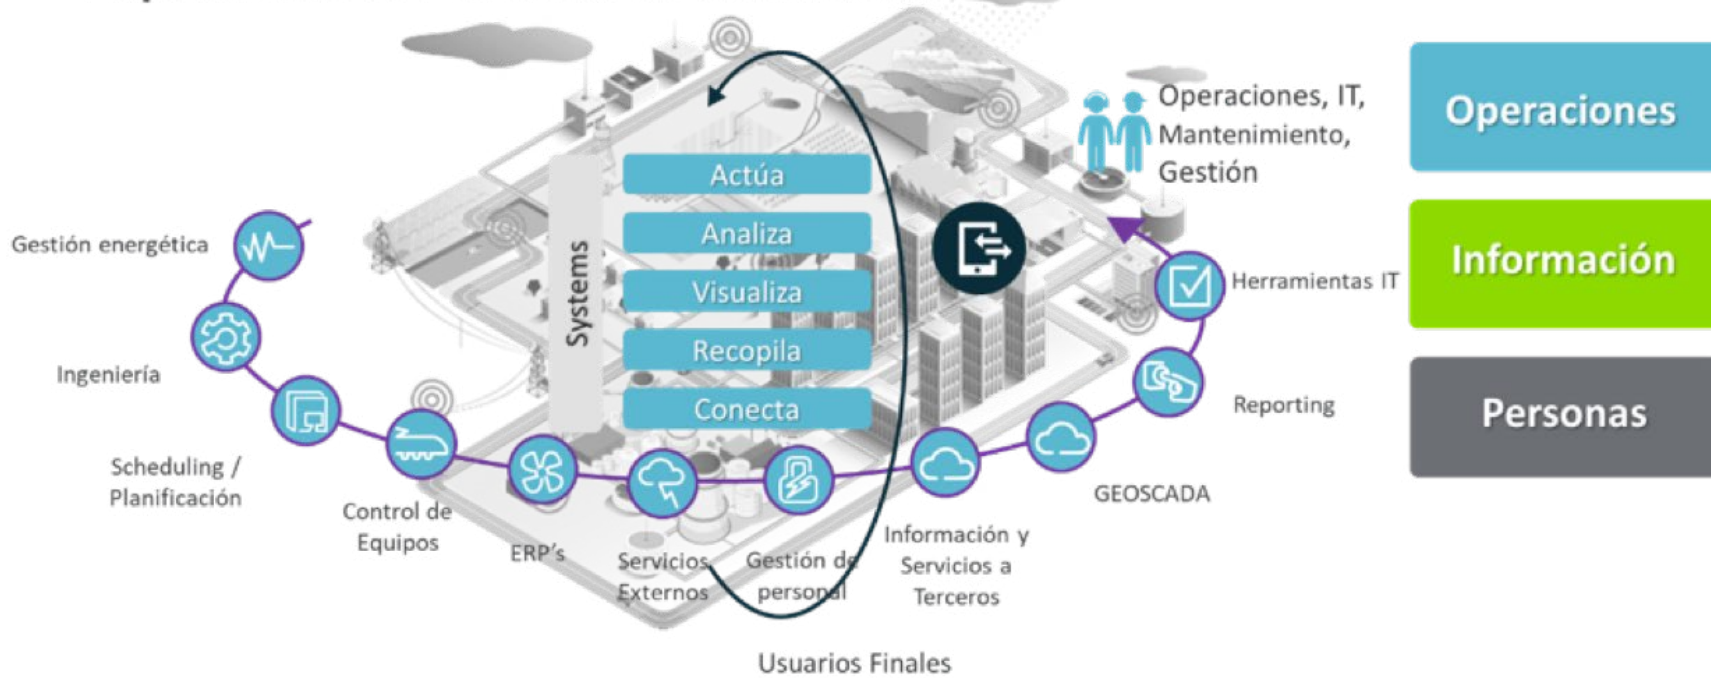 Operaciones, IT,
Mantenimiento,
Gestión
Operaciones
Información
Personas
Systems
Actúa
Analiza
Visualiza
Recopila
Conecta
Gestión energética
Ingeniería
Scheduling /
Planificación
Control de
Equipos
ERP's
Servicios
Externos
Gestión de
personal
Información y
Servicios a
Terceros
GEOSCADA
Reporting
Herramientas IT
Usuarios Finales